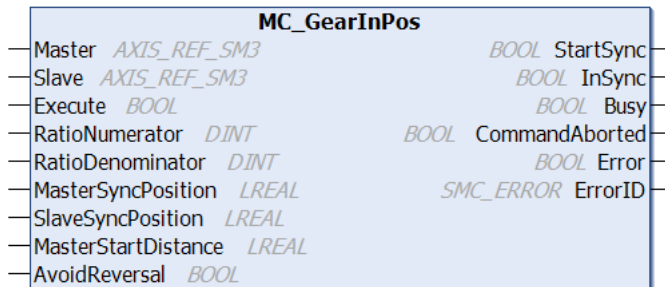 MC_GearInPos
Master AXIS_REF_SM3 BOOL StartSync
Slave AXIS_REF_SM3 BOOL InSync
Execute BOOL BOOL Busy
RatioNumerator DINT BOOL CommandAborted
RatioDenominator DINT BOOL Error
MasterSyncPosition LREAL SMC_ERROR ErrorID
SlaveSyncPosition LREAL
MasterStartDistance LREAL
AvoidReversal BOOL